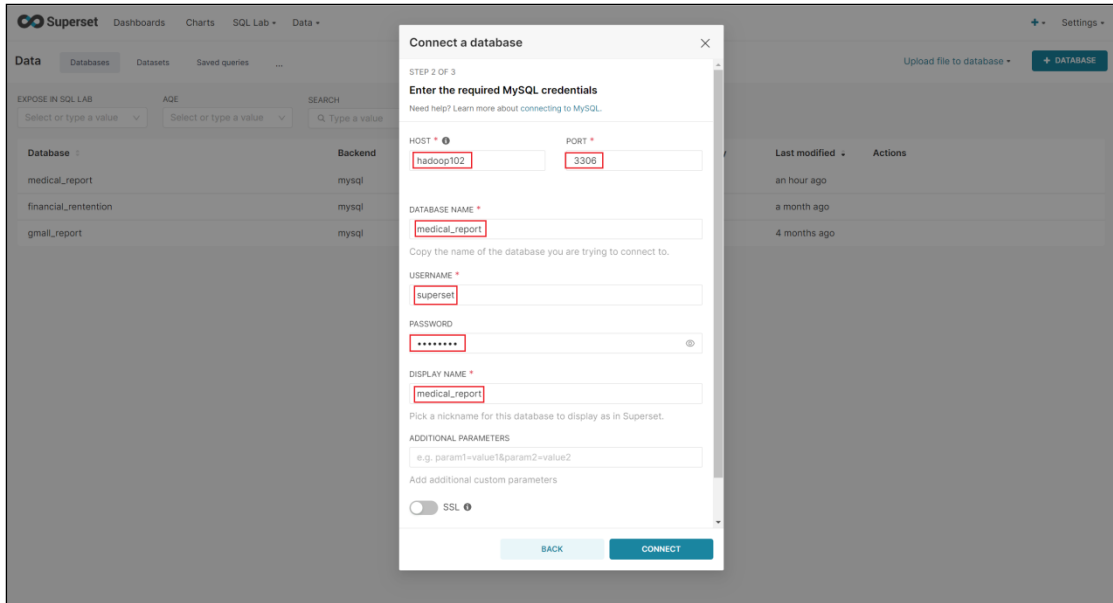 Superset Dashboards Charts SQL Lab Data Settings
Data Databases Datasets Saved queries ... Upload file to database + DATABASE
EXPOSE IN SQL LAB AQE SEARCH
Select or type a value Select or type a value Type a value
Database Backend y Last modified Actions
medical_report mysql an hour ago
financial_rentention mysql a month ago
gmall_report mysql 4 months ago
Connect a database
STEP 2 OF 3
Enter the required MySQL credentials
Need help? Learn more about connecting to MySQL.
HOST * PORT *
hadoop102 3306
DATABASE NAME *
medical_report
Copy the name of the database you are trying to connect to.
USERNAME *
superset
PASSWORD
••••••••
DISPLAY NAME *
medical_report
Pick a nickname for this database to display as in Superset.
ADDITIONAL PARAMETERS
e.g. param1=value1&param2=value2
Add additional custom parameters
SSL
BACK CONNECT